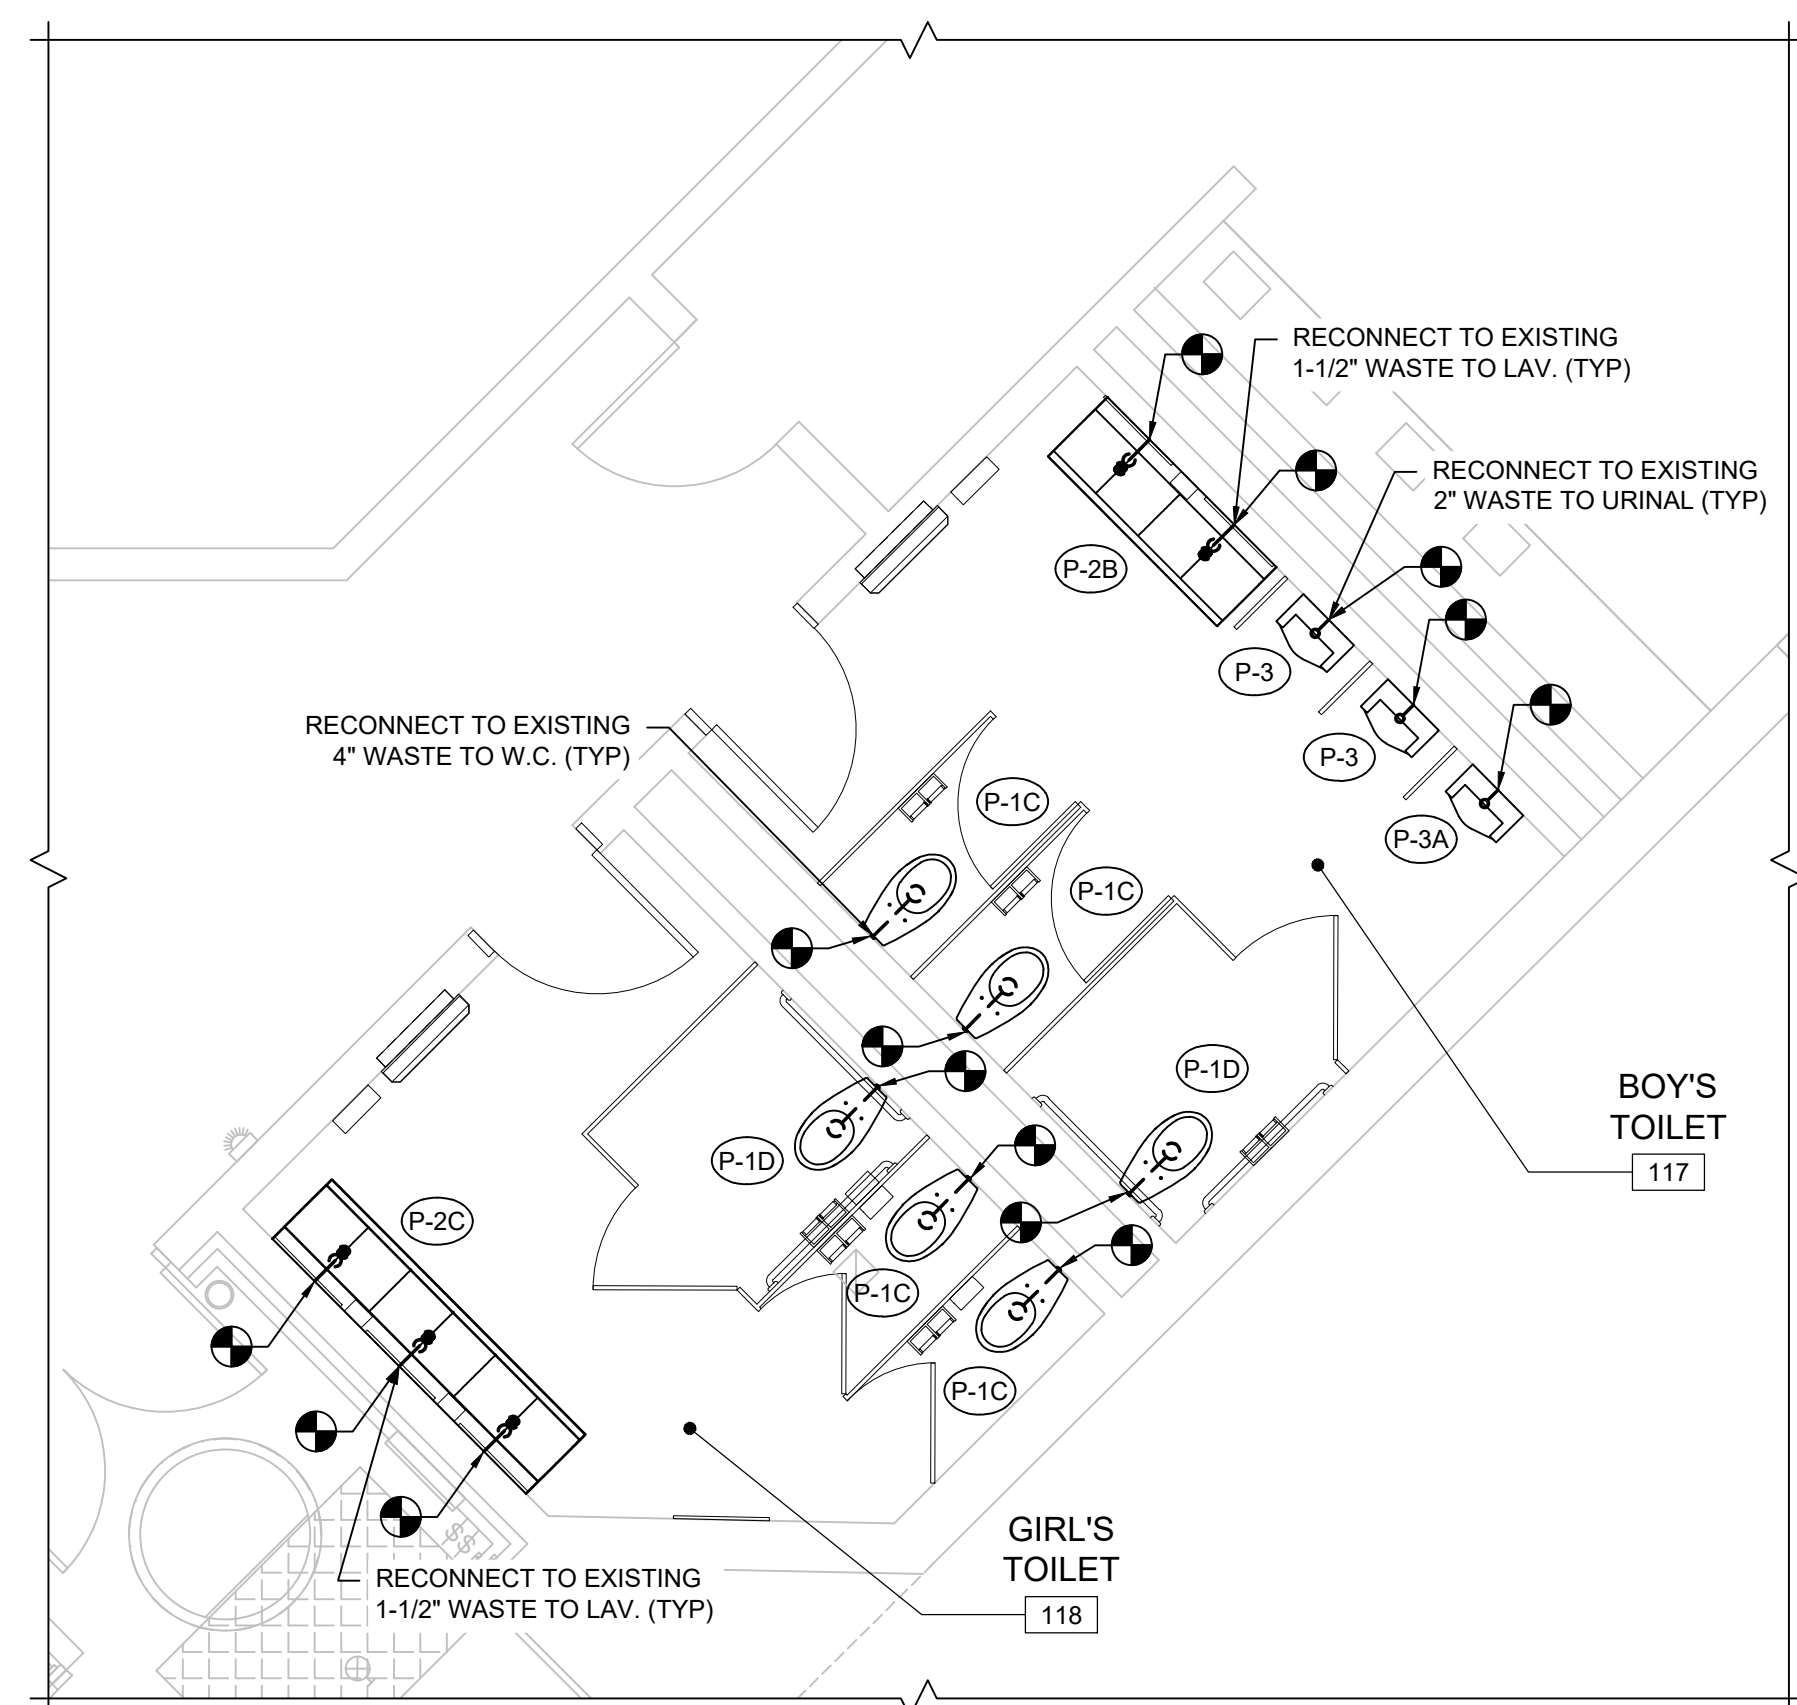 RECONNECT TO EXISTING
1-1/2" WASTE TO LAV. (TYP)
RECONNECT TO EXISTING
2" WASTE TO URINAL (TYP)
P-2B
P-3
RECONNECT TO EXISTING
4" WASTE TO W.C. (TYP)
P-3
P-1C
P-3A
P-1C
P-1D
BOY'S
TOILET
117
P-1D
P-2C
P-1C
P-1C
GIRL'S
TOILET
118
$$
RECONNECT TO EXISTING
1-1/2" WASTE TO LAV. (TYP)